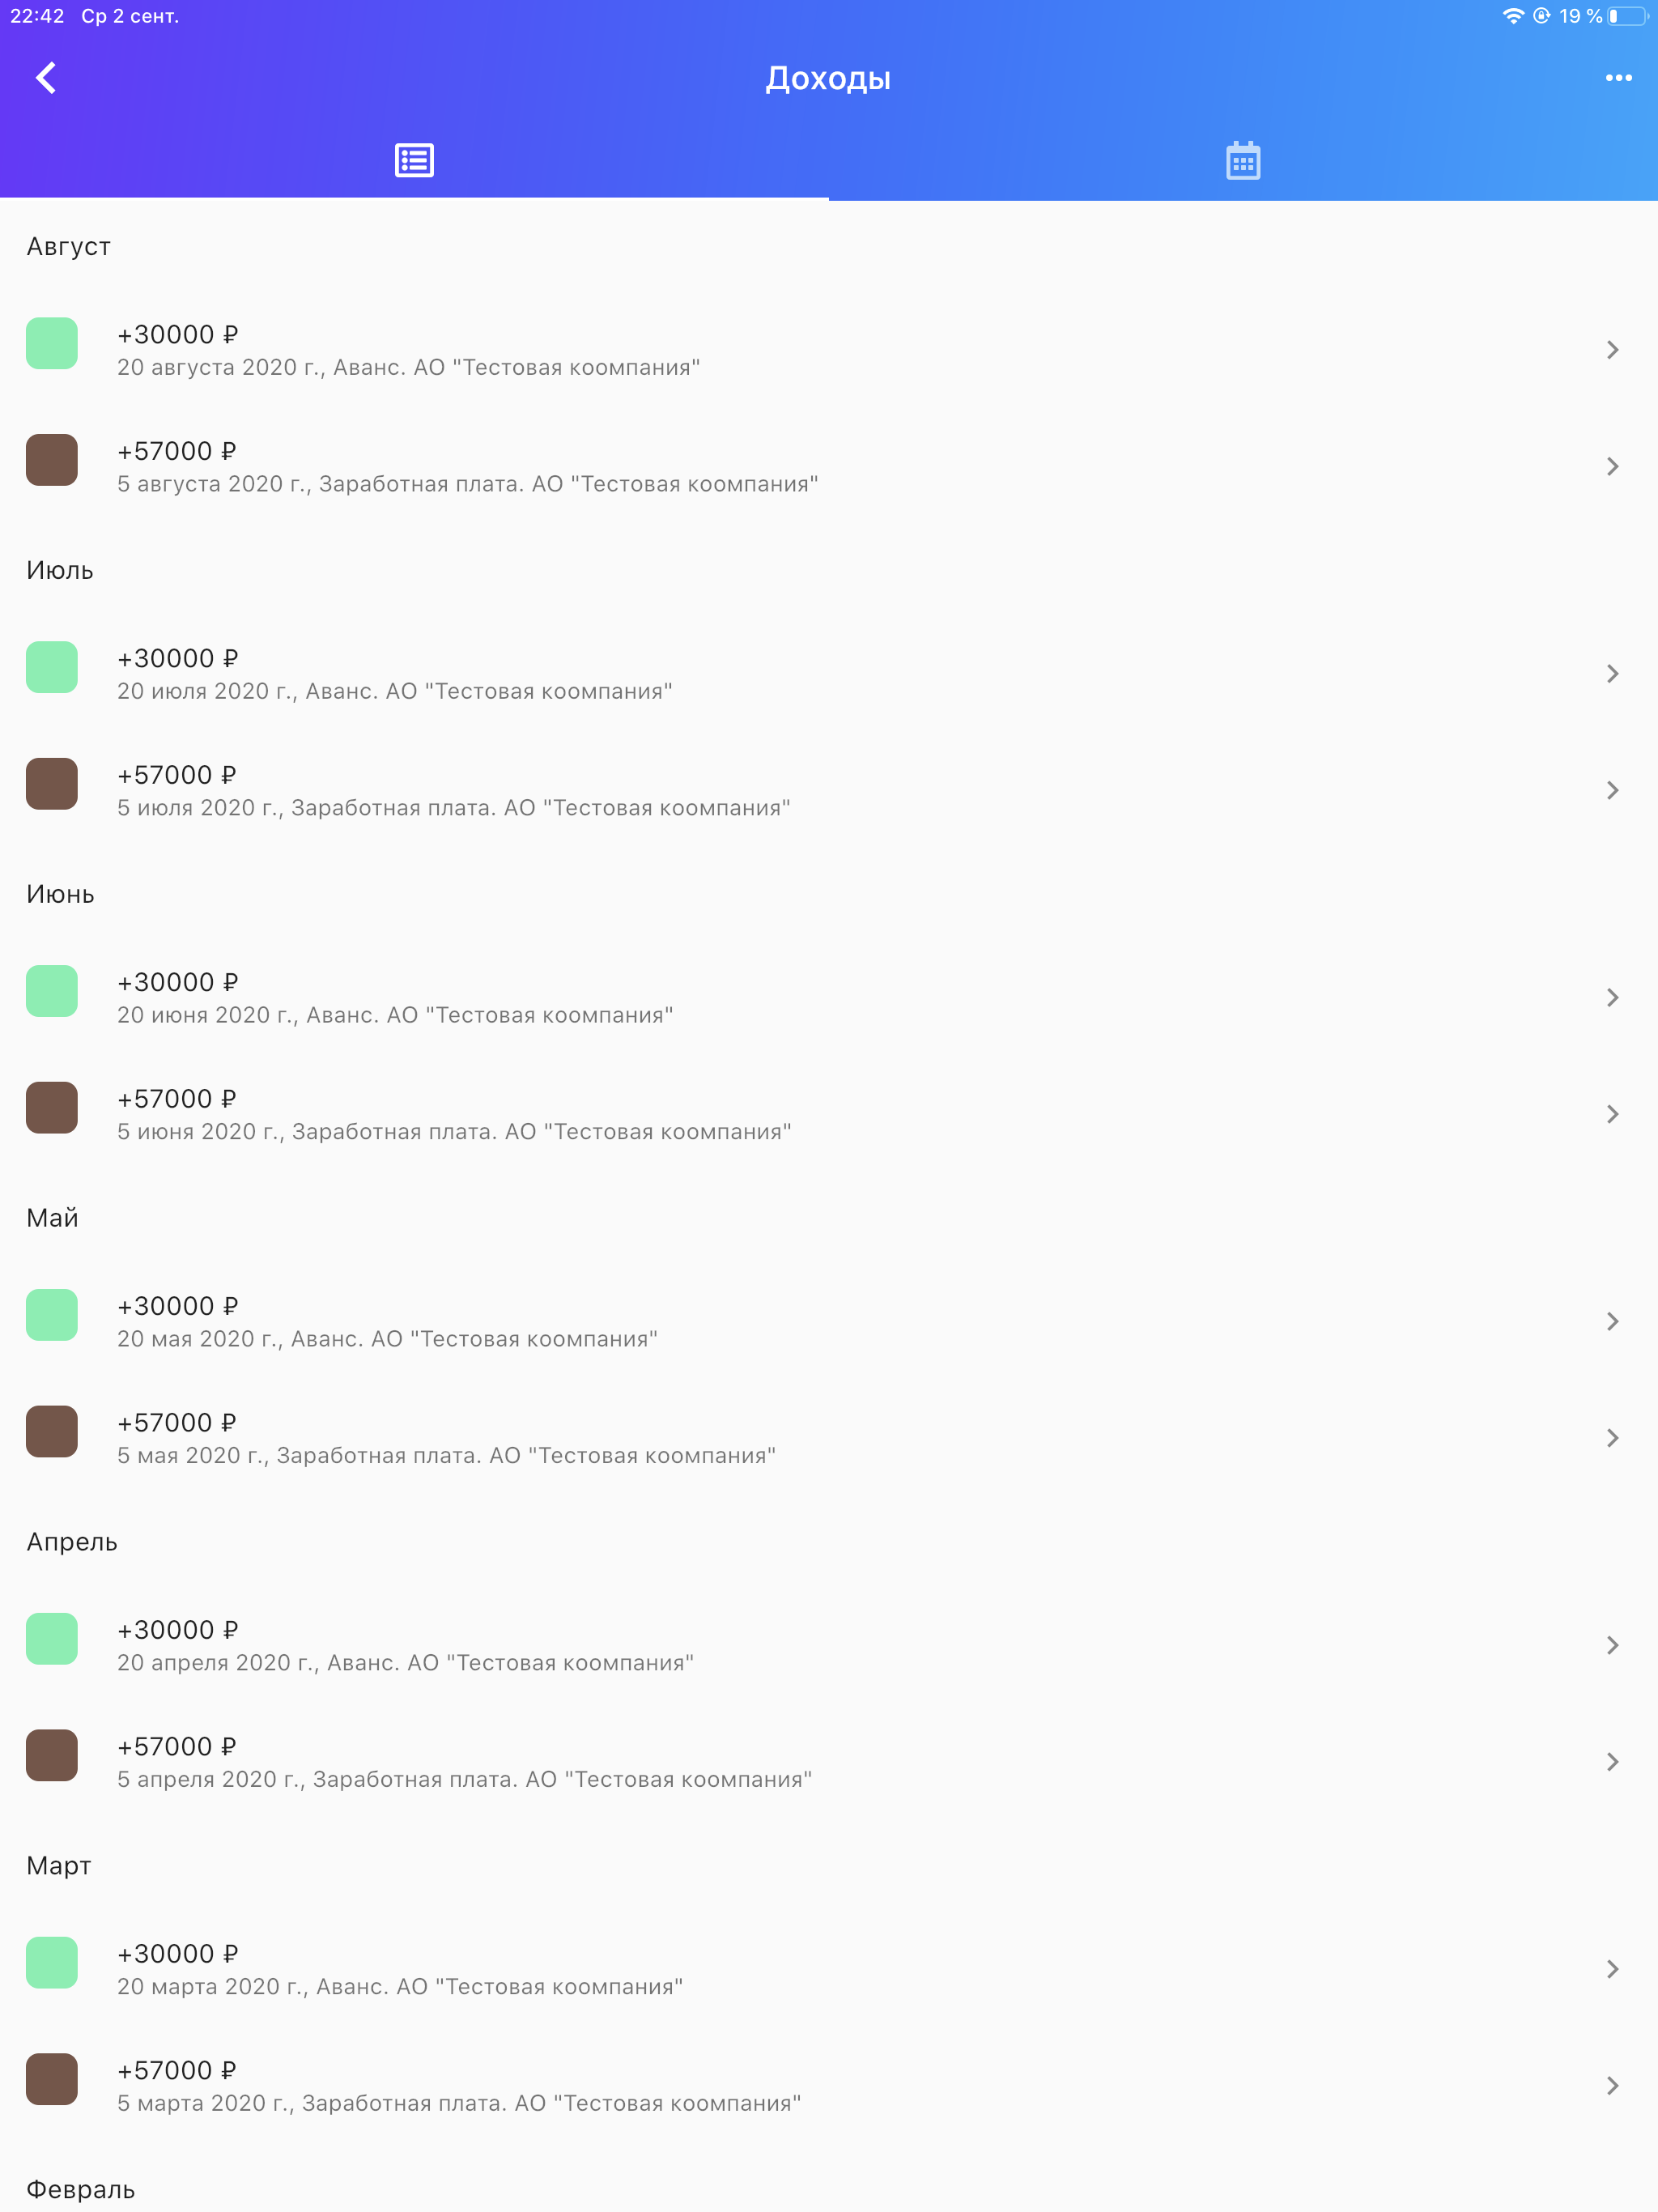 22:42 Ср 2 сент. 19 %
Доходы
Август
+30000 ₽
20 августа 2020 г., Аванс. АО "Тестовая коомпания"
+57000 ₽
5 августа 2020 г., Заработная плата. АО "Тестовая коомпания"
Июль
+30000 ₽
20 июля 2020 г., Аванс. АО "Тестовая коомпания"
+57000 ₽
5 июля 2020 г., Заработная плата. АО "Тестовая коомпания"
Июнь
+30000 ₽
20 июня 2020 г., Аванс. АО "Тестовая коомпания"
+57000 ₽
5 июня 2020 г., Заработная плата. АО "Тестовая коомпания"
Май
+30000 ₽
20 мая 2020 г., Аванс. АО "Тестовая коомпания"
+57000 ₽
5 мая 2020 г., Заработная плата. АО "Тестовая коомпания"
Апрель
+30000 ₽
20 апреля 2020 г., Аванс. АО "Тестовая коомпания"
+57000 ₽
5 апреля 2020 г., Заработная плата. АО "Тестовая коомпания"
Март
+30000 ₽
20 марта 2020 г., Аванс. АО "Тестовая коомпания"
+57000 ₽
5 марта 2020 г., Заработная плата. АО "Тестовая коомпания"
Февраль